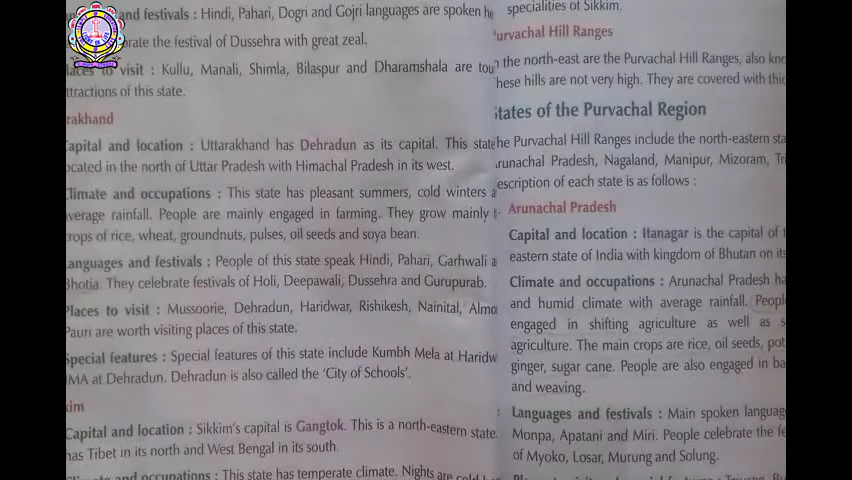 and festivals : Hindi, Pahari, Dogri and Gojri languages are spoken he
brate the festival of Dussehra with great zeal.
laces to visit : Kullu, Manali, Shimla, Bilaspur and Dharamshala are tou
ttractions of this state.
rakhand
apital and location : Uttarakhand has Dehradun as its capital. This state
ocated in the north of Uttar Pradesh with Himachal Pradesh in its west.
Climate and occupations : This state has pleasant summers, cold winters a
verage rainfall. People are mainly engaged in farming. They grow mainly
rops of rice, wheat, groundnuts, pulses, oil seeds and soya bean.
anguages and festivals : People of this state speak Hindi, Pahari, Garhwali a
Bhotia. They celebrate festivals of Holi, Deepawali, Dussehra and Gurupurab.
Places to visit : Mussoorie, Dehradun, Haridwar, Rishikesh, Nainital, Almo
Pauri are worth visiting places of this state.
Special features : Special features of this state include Kumbh Mela at Haridw
IMA at Dehradun. Dehradun is also called the ‘City of Schools’.
kim
Capital and location : Sikkim's capital is Gangtok. This is a north-eastern state.
has Tibet in its north and West Bengal in its south.
Climate and occupations : This state has temperate climate. Nights are cold
specialities of Sikkim.
Purvachal Hill Ranges
n the north-east are the Purvachal Hill Ranges, also kno
hese hills are not very high. They are covered with thic
States of the Purvachal Region
he Purvachal Hill Ranges include the north-eastern sta
Arunachal Pradesh, Nagaland, Manipur, Mizoram, Tri
escription of each state is as follows :
Arunachal Pradesh
Capital and location : Itanagar is the capital of t
eastern state of India with kingdom of Bhutan on its
Climate and occupations : Arunachal Pradesh ha
and humid climate with average rainfall. Peopl
engaged in shifting agriculture as well as s
agriculture. The main crops are rice, oil seeds, pot
ginger, sugar cane. People are also engaged in ba
and weaving.
Languages and festivals : Main spoken languag
Monpa, Apatani and Miri. People celebrate the fe
of Myoko, Losar, Murung and Solung.